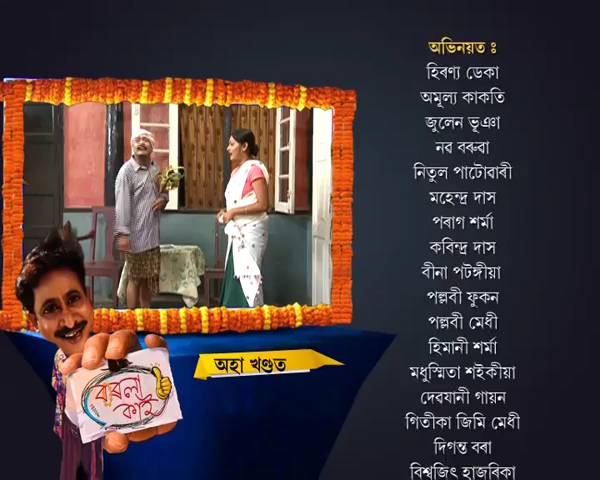 অভিনয়ত ঃ
হিৰণ্য ডেকা
অমূল্য কাকতি
জুলেন ভূঞা
নব বৰুৱা
নিতুল পাটোৱাৰী
মহেন্দ্ৰ দাস
পৰাগ শৰ্মা
কবিন্দ্ৰ দাস
বীনা পটঙ্গীয়া
পল্লবী ফুকন
পল্লবী মেধী
হিমানী শৰ্মা
মধুস্মিতা শইকীয়া
দেৱযানী গায়ন
গিতীকা জিমি মেধী
দিগন্ত বৰা
বিশ্বজিৎ হাজৰিকা
অহা খণ্ডত
বৰলা
কাই